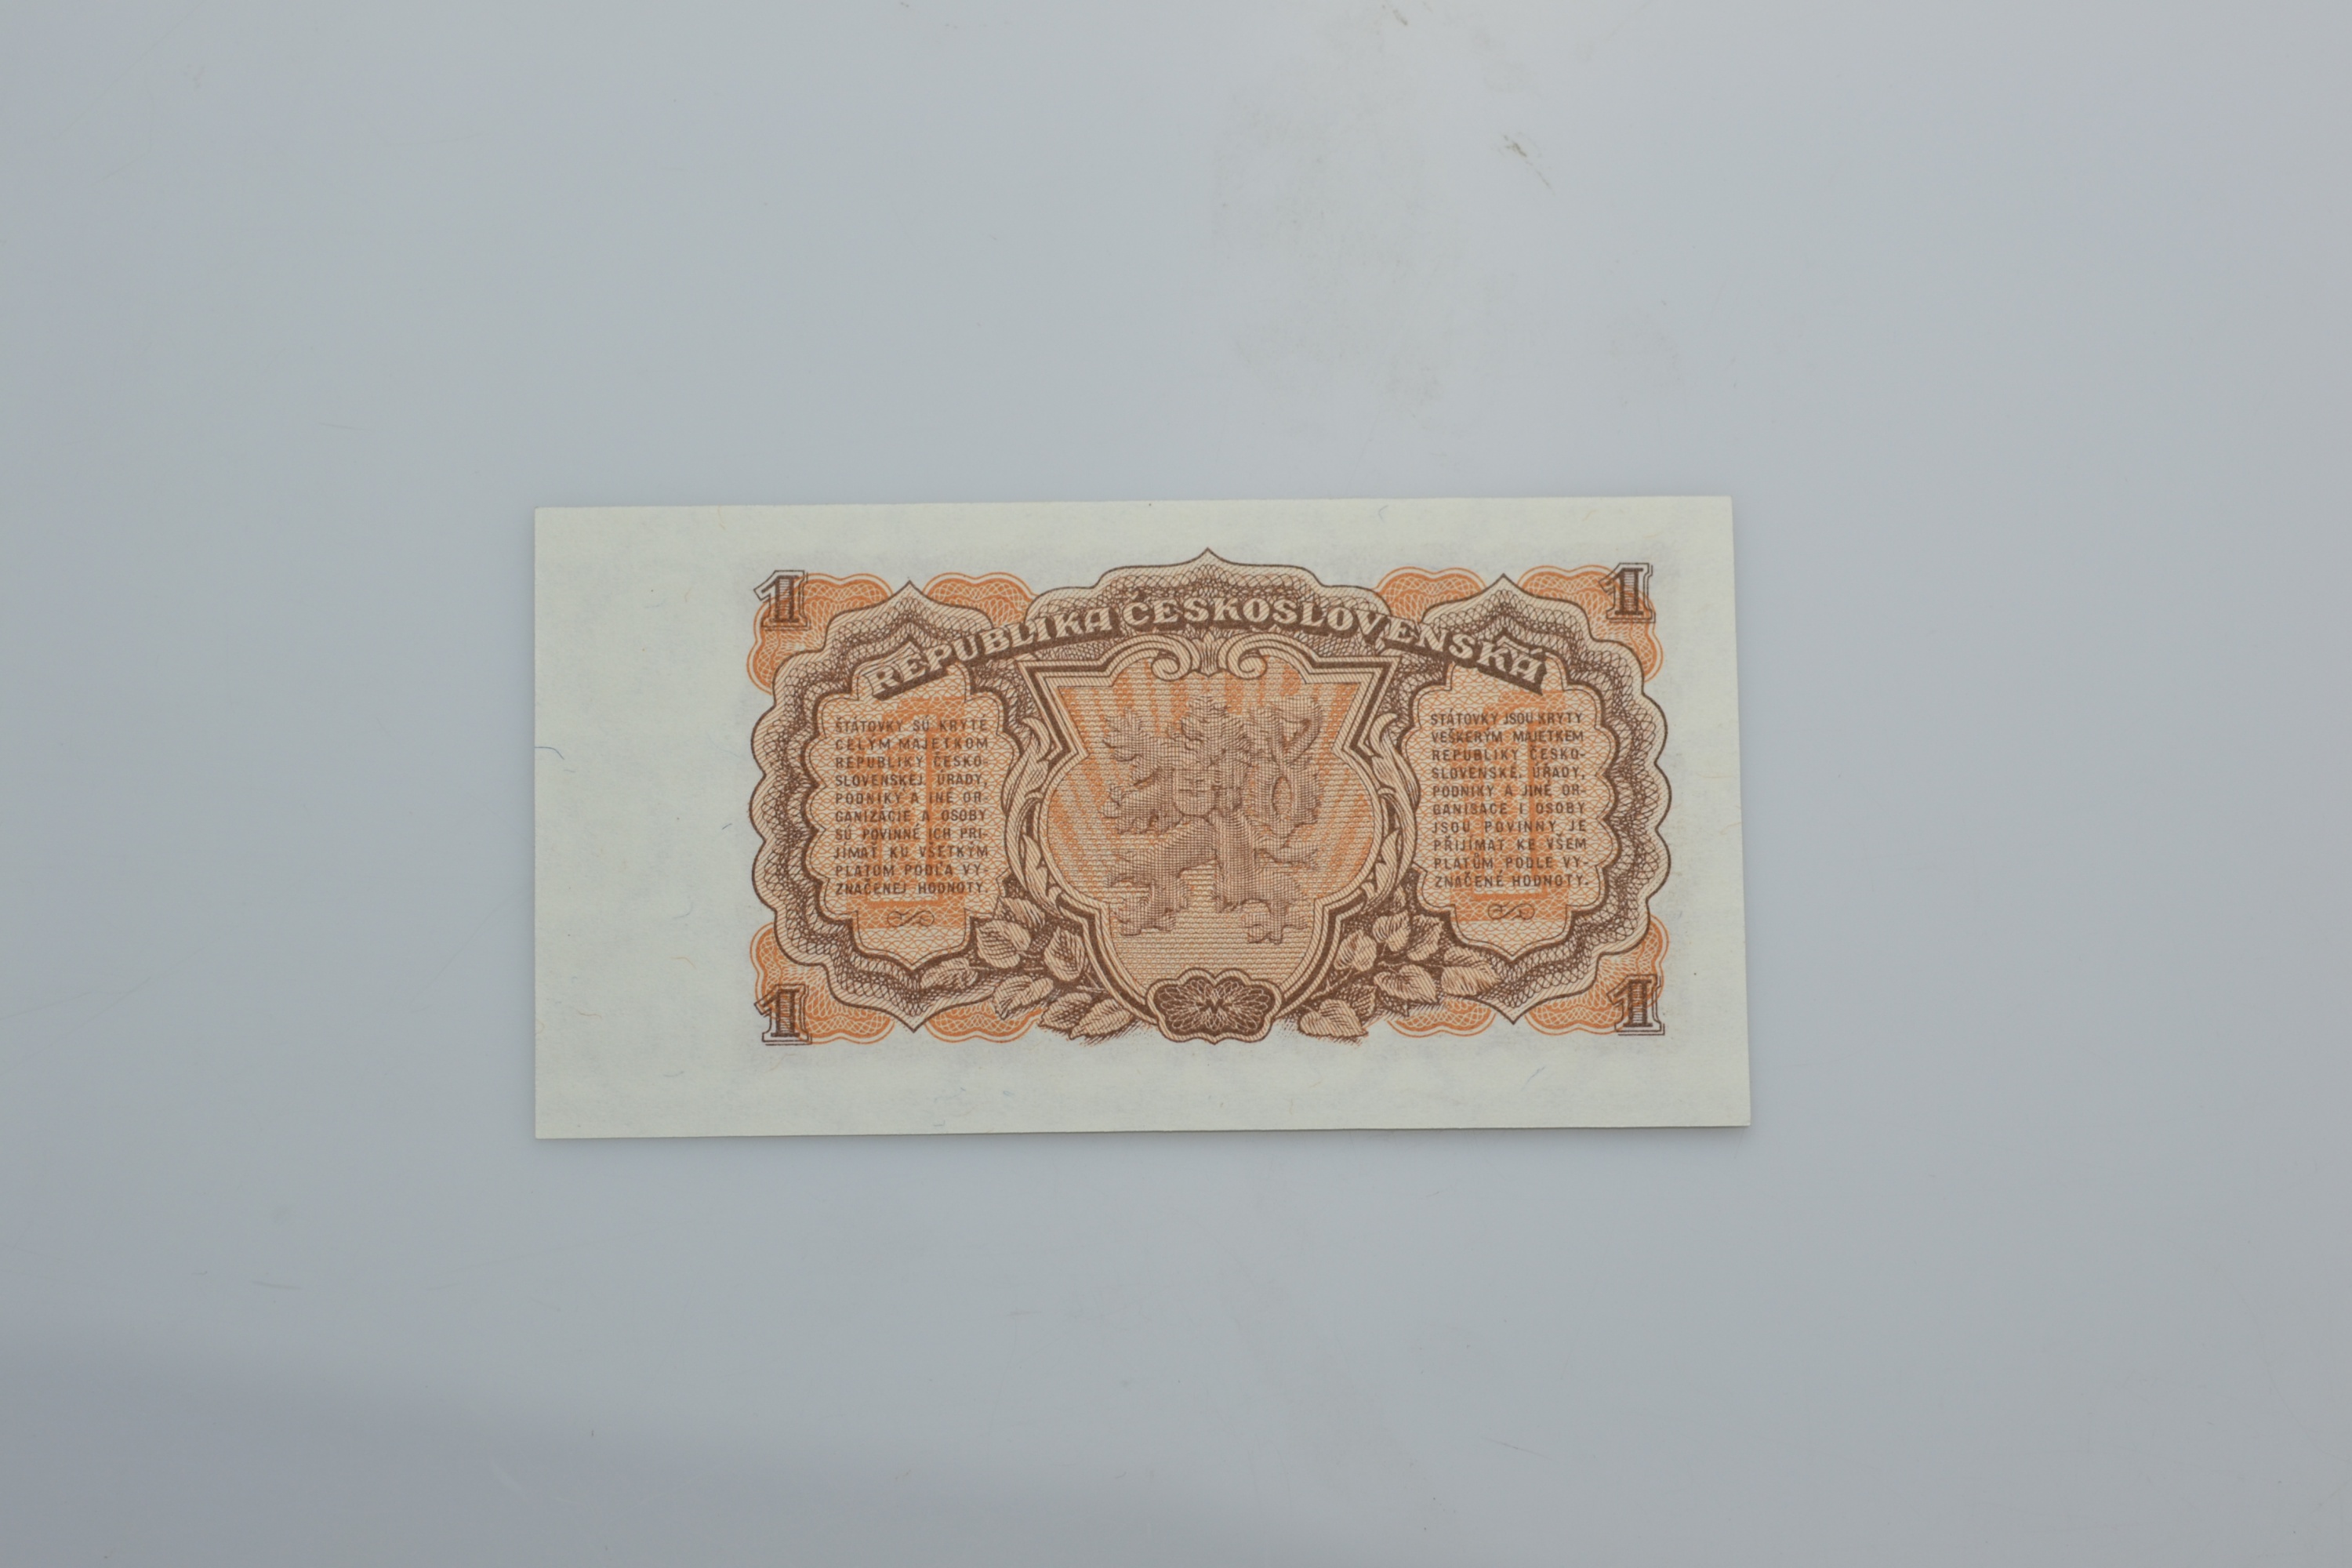 1
1
REPUBLIKA ČESKOSLOVENSKÁ
ŠTÁTOVKY SÚ KRYTÉ
CELÝM MAJETKOM
REPUBLIKY ČESKO-
SLOVENSKEJ. ÚRADY,
PODNIKY A INÉ OR-
GANIZÁCIE A OSOBY
SÚ POVINNÉ ICH PRI-
JÍMAŤ KU VŠETKÝM
PLATOM PODĽA VY-
ZNAČENEJ HODNOTY.
1
STÁTOVKY JSOU KRYTY
VEŠKERÝM MAJETKEM
REPUBLIKY ČESKO-
SLOVENSKÉ. ÚŘADY,
PODNIKY A JINÉ OR-
GANISACE I OSOBY
JSOU POVINNY JE
PŘIJÍMAT KE VŠEM
PLATŮM PODLE VY-
ZNAČENÉ HODNOTY.
1
1
1